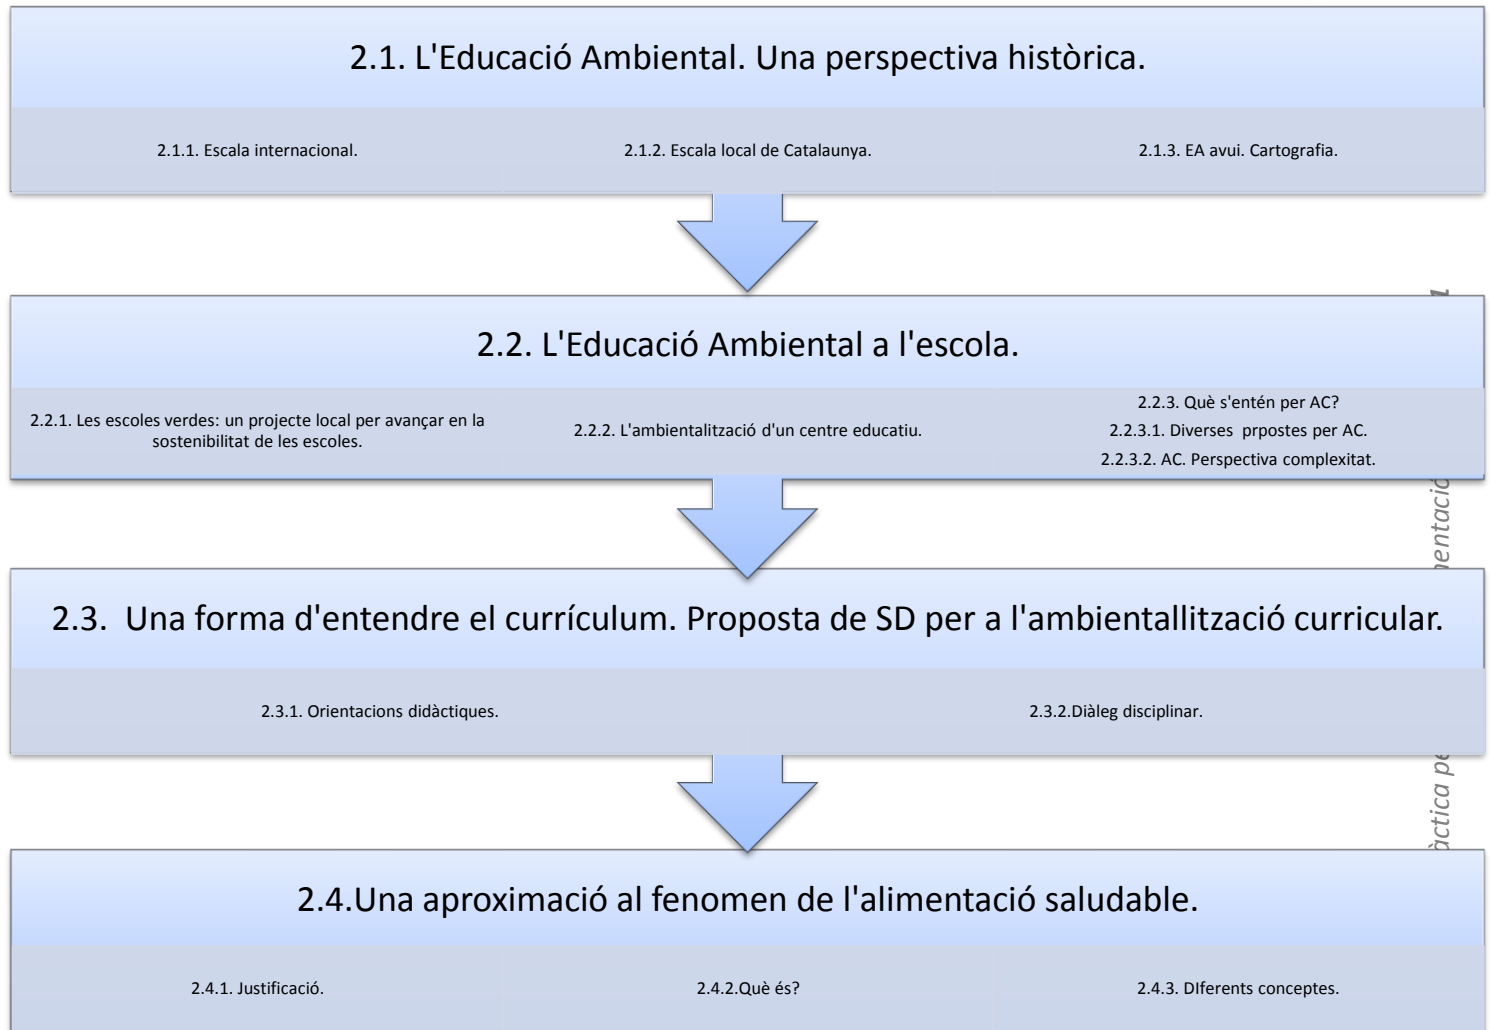 2.1. L'Educació Ambiental. Una perspectiva històrica.
2.1.1. Escala internacional.
2.1.2. Escala local de Catalaunya.
2.1.3. EA avui. Cartografia.
2.2. L'Educació Ambiental a l'escola.
2.2.1. Les escoles verdes: un projecte local per avançar en la
sostenibilitat de les escoles.
2.2.2. L'ambientalització d'un centre educatiu.
2.2.3. Què s'entén per AC?
2.2.3.1. Diverses prpostes per AC.
2.2.3.2. AC. Perspectiva complexitat.
2.3. Una forma d'entendre el currículum. Proposta de SD per a l'ambientallització curricular.
2.3.1. Orientacions didàctiques.
2.3.2.Diàleg disciplinar.
2.4.Una aproximació al fenomen de l'alimentació saludable.
2.4.1. Justificació.
2.4.2.Què és?
2.4.3. DIferents conceptes.